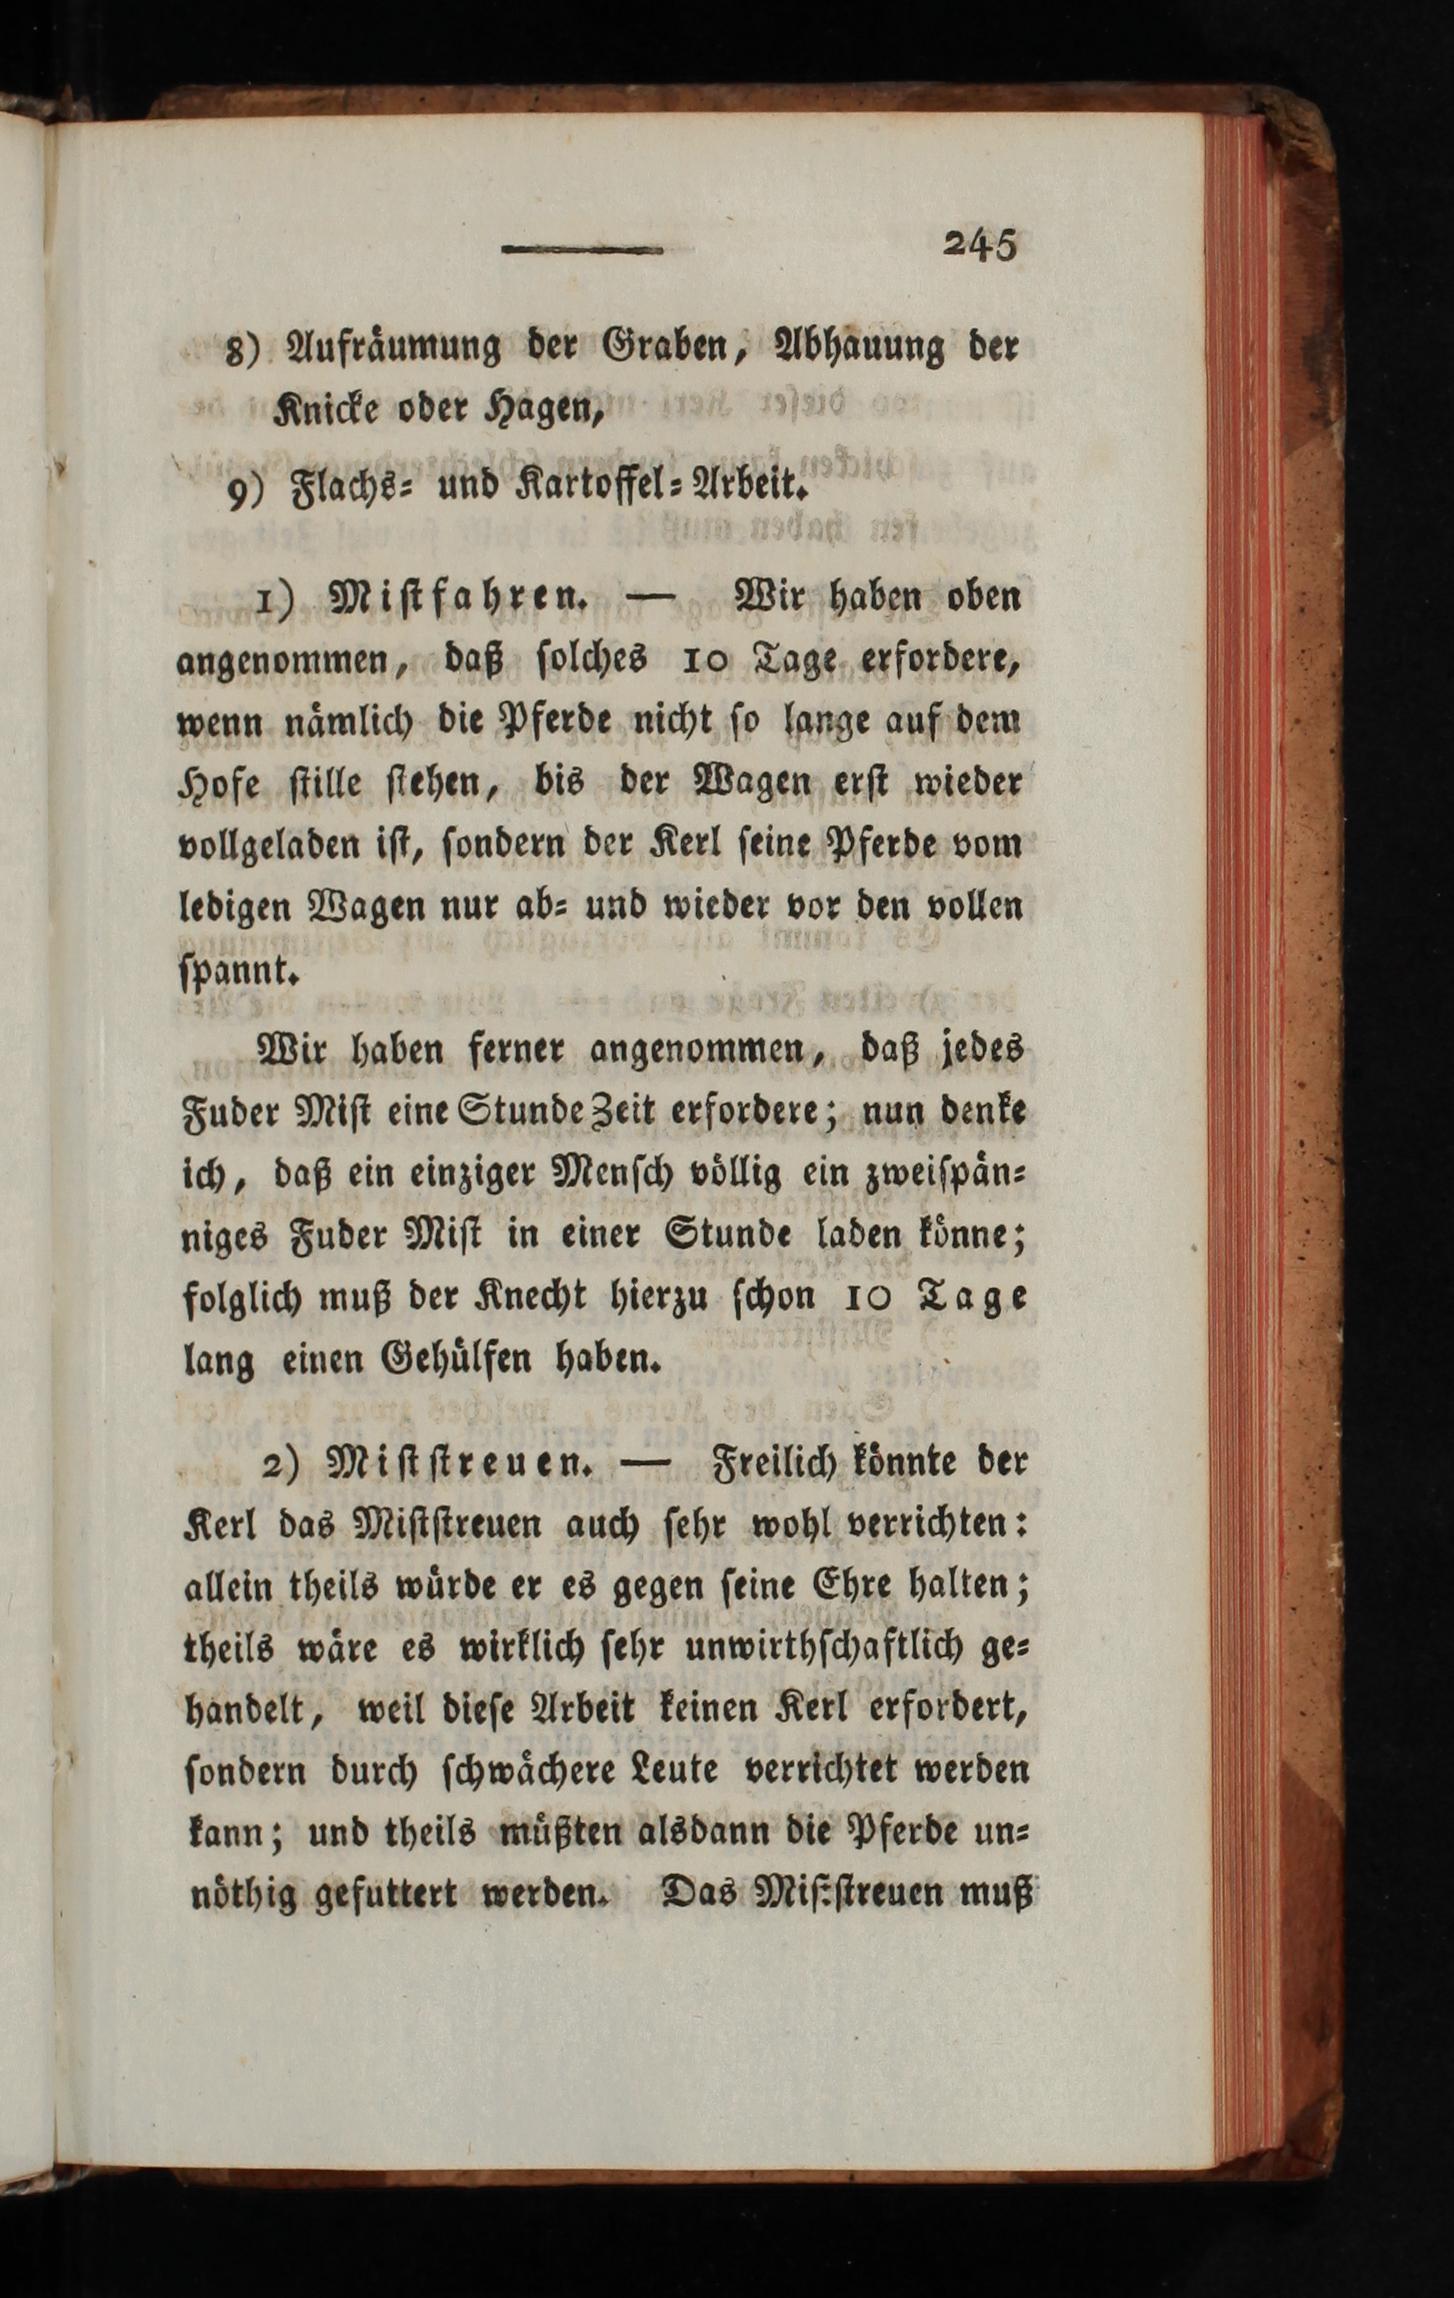 245
8) Aufräumung der Graben, Abhauung der
Knicke oder Hagen,
9) Flachs= und Kartoffel=Arbeit.
1) Mistfahren. — Wir haben oben
angenommen, daß solches 10 Tage erfordere,
wenn nämlich die Pferde nicht so lange auf dem
Hofe stille stehen, bis der Wagen erst wieder
vollgeladen ist, sondern der Kerl seine Pferde vom
ledigen Wagen nur ab= und wieder vor den vollen
spannt.
Wir haben ferner angenommen, daß jedes
Fuder Mist eine Stunde Zeit erfordere; nun denke
ich, daß ein einziger Mensch völlig ein zweispän=
niges Fuder Mist in einer Stunde laden könne;
folglich muß der Knecht hierzu schon 10 Tage
lang einen Gehülfen haben.
2) Miststreuen. — Freilich könnte der
Kerl das Miststreuen auch sehr wohl verrichten:
allein theils würde er es gegen seine Ehre halten;
theils wäre es wirklich sehr unwirthschaftlich ge=
handelt, weil diese Arbeit keinen Kerl erfordert,
sondern durch schwächere Leute verrichtet werden
kann; und theils müßten alsdann die Pferde un=
nöthig gefuttert werden. Das Miststreuen muß